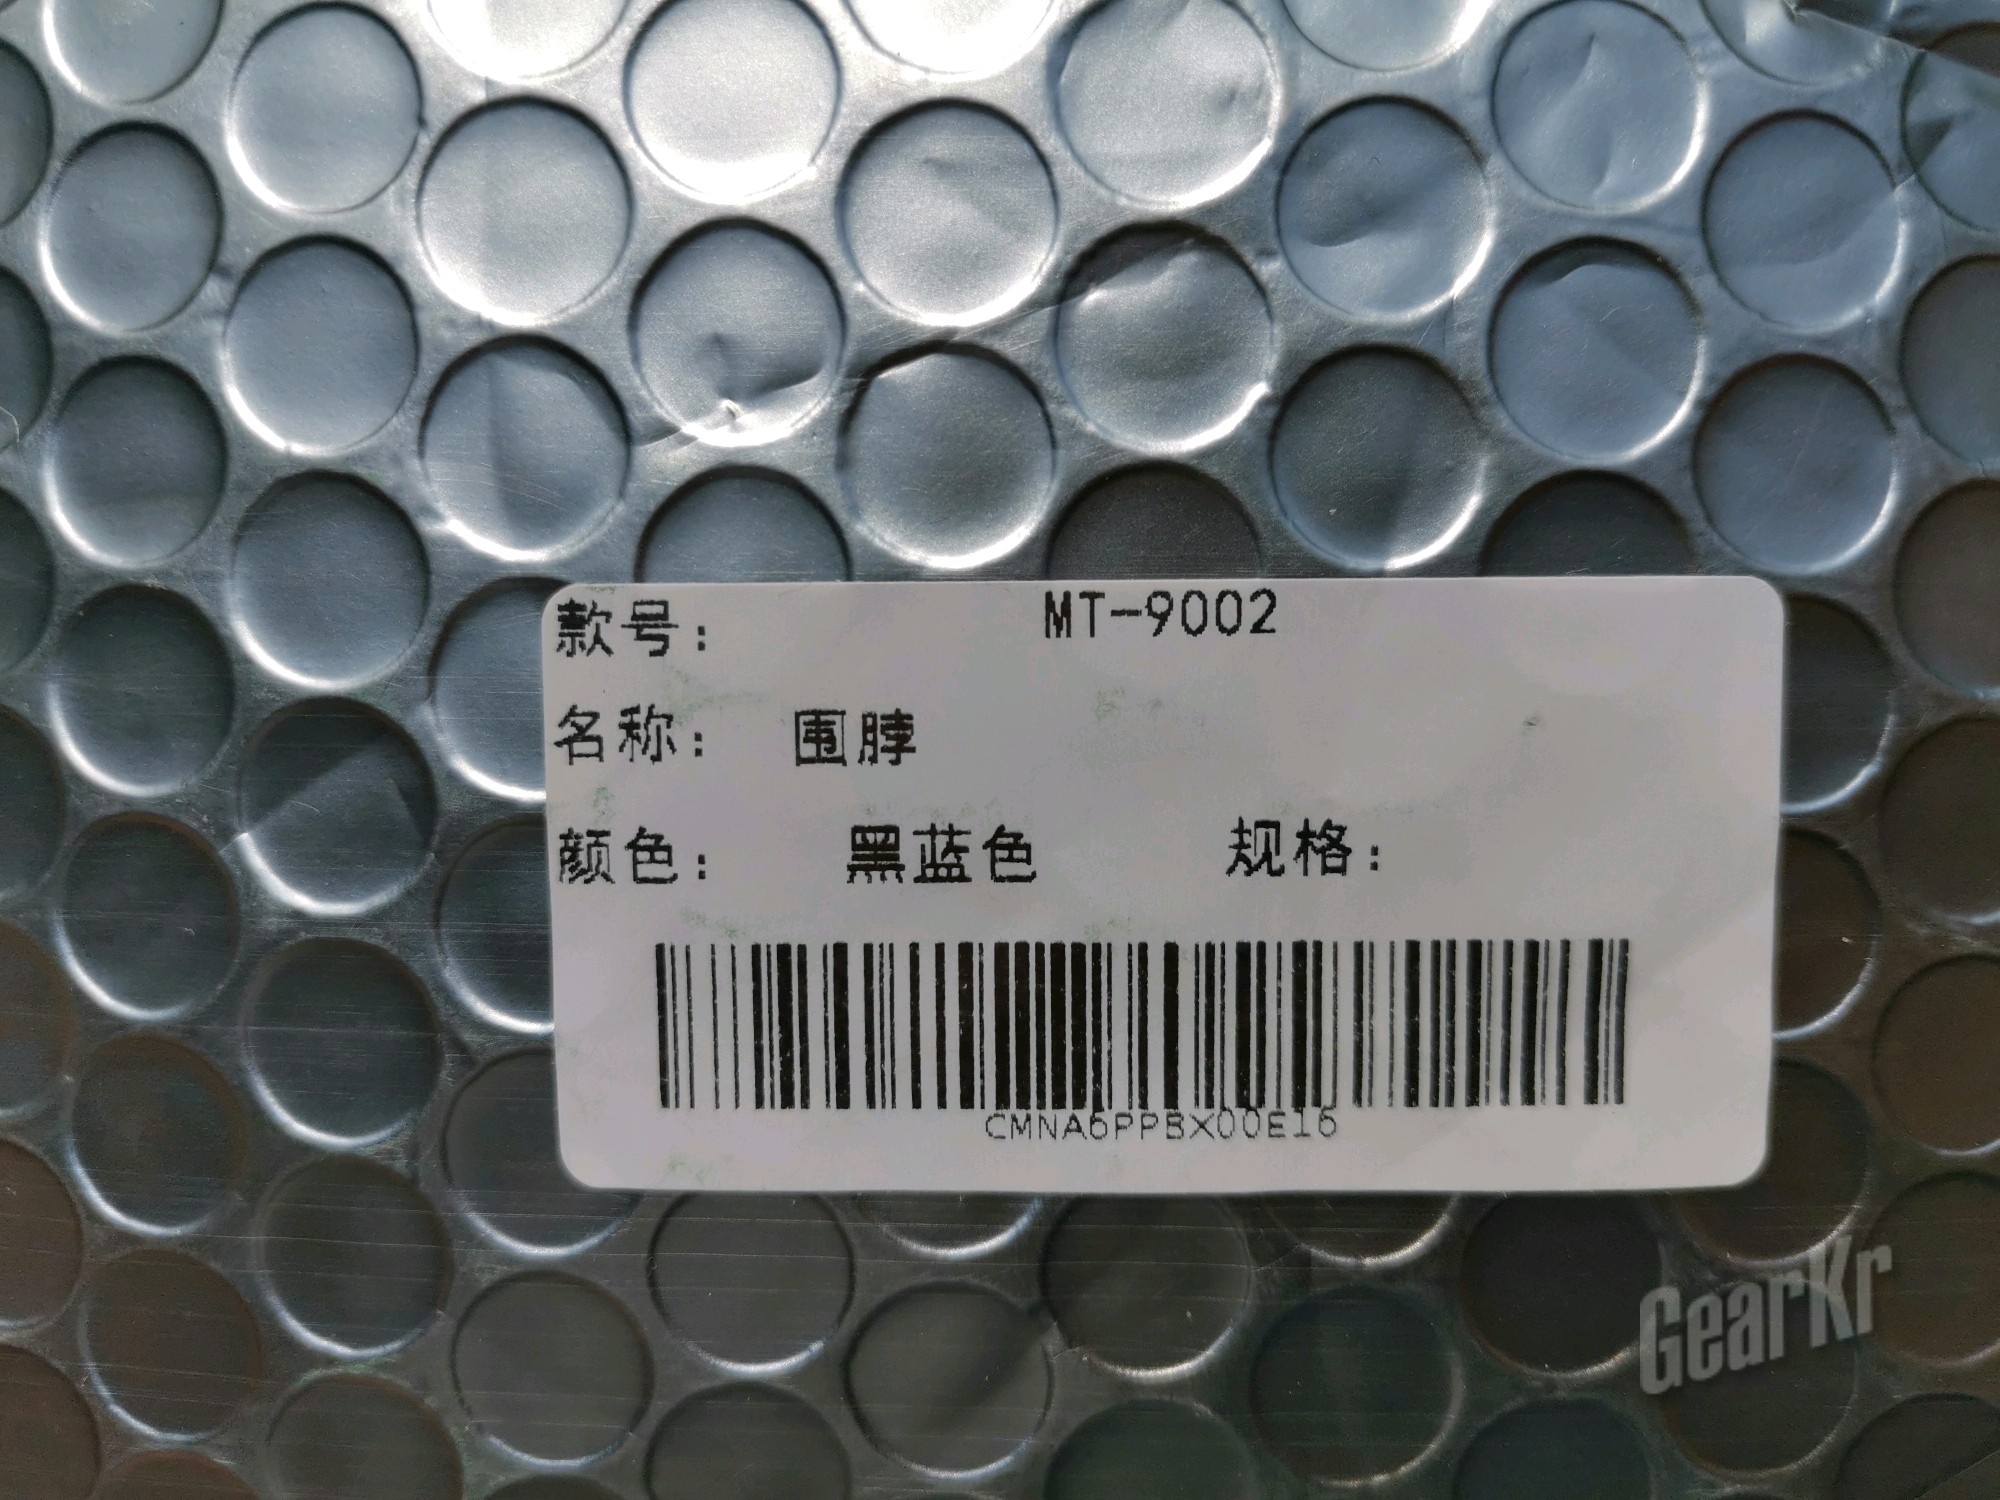 款号： MT-9002
名称： 围脖
颜色： 黑蓝色 规格：
CMNA6PPBX00E16
GearKr